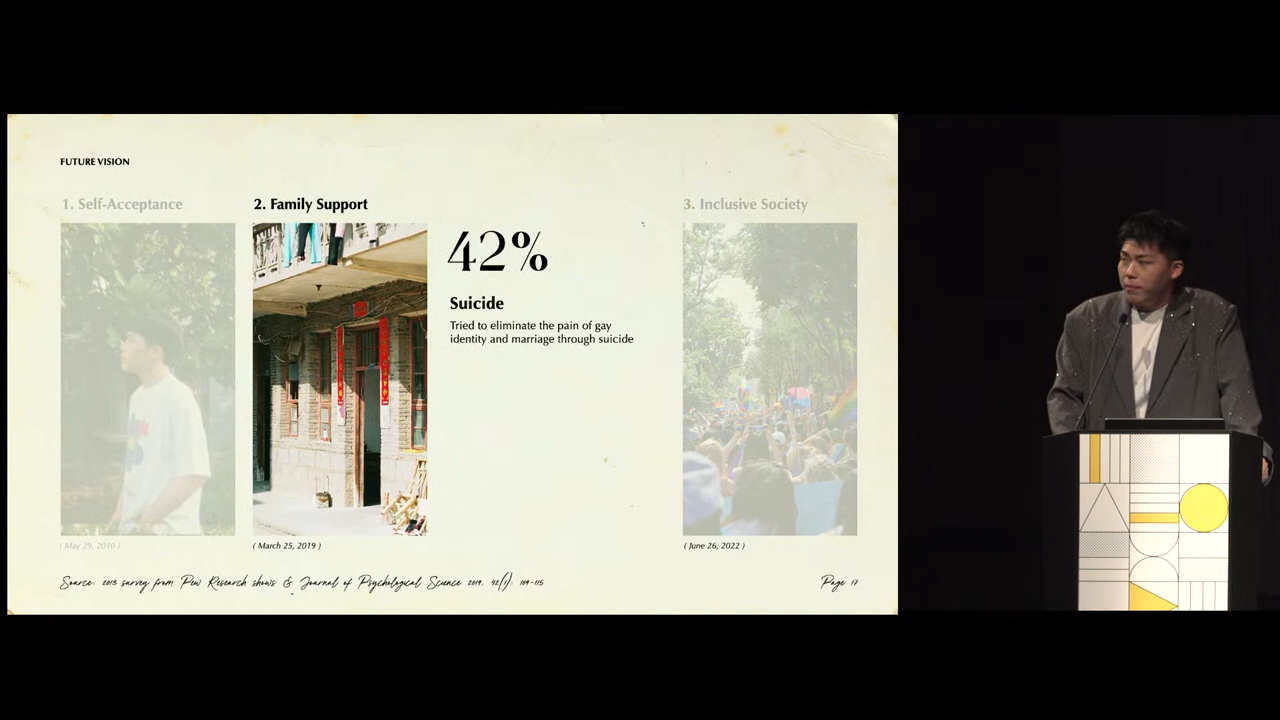 FUTURE VISION
1. Self-Acceptance
2. Family Support
3. Inclusive Society
42%
Suicide
Tried to eliminate the pain of gay
identity and marriage through suicide
( May 29, 2010 )
( March 25, 2019 )
( June 26, 2022 )
Source: 2013 survey from Pew Research shows & Journal of Psychological Science 2019, 42(1): 109-115
Page 17